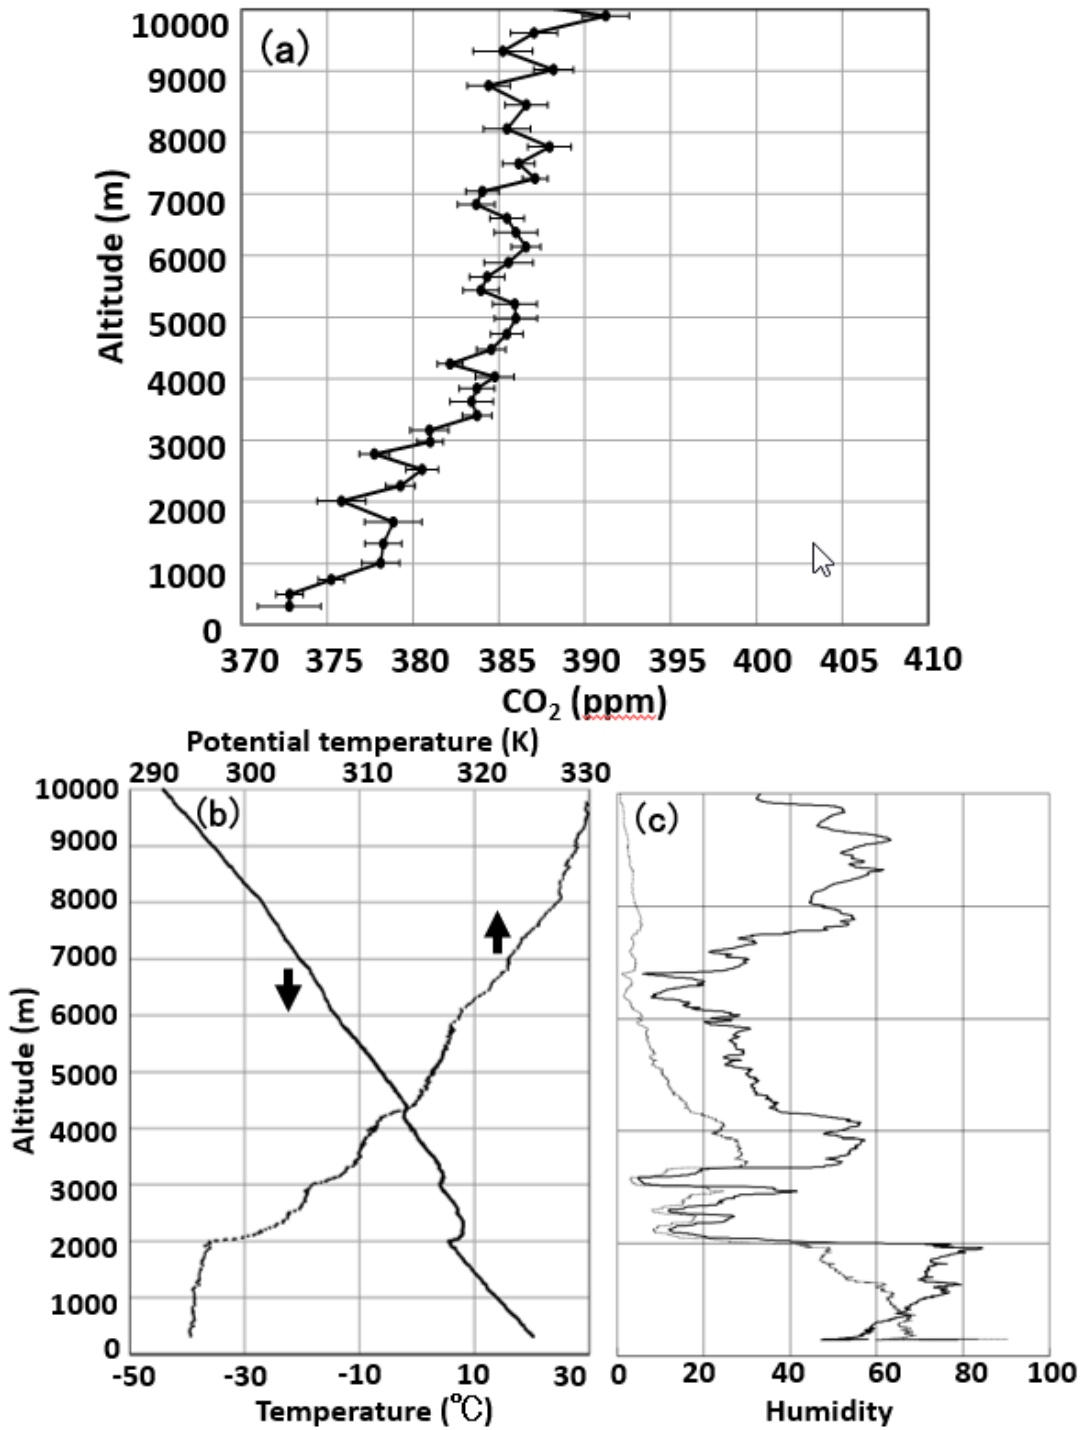 10000
(a)
9000
8000
7000
6000
5000
4000
3000
2000
1000
0
Altitude (m)
370 375 380 385 390 395 400 405 410
CO₂ (ppm)
Potential temperature (K)
290 300 310 320 330
10000
(b)
9000
8000
7000
6000
5000
4000
3000
2000
1000
0
Altitude (m)
-50 -30 -10 10 30
Temperature (℃)
(c)
0 20 40 60 80 100
Humidity